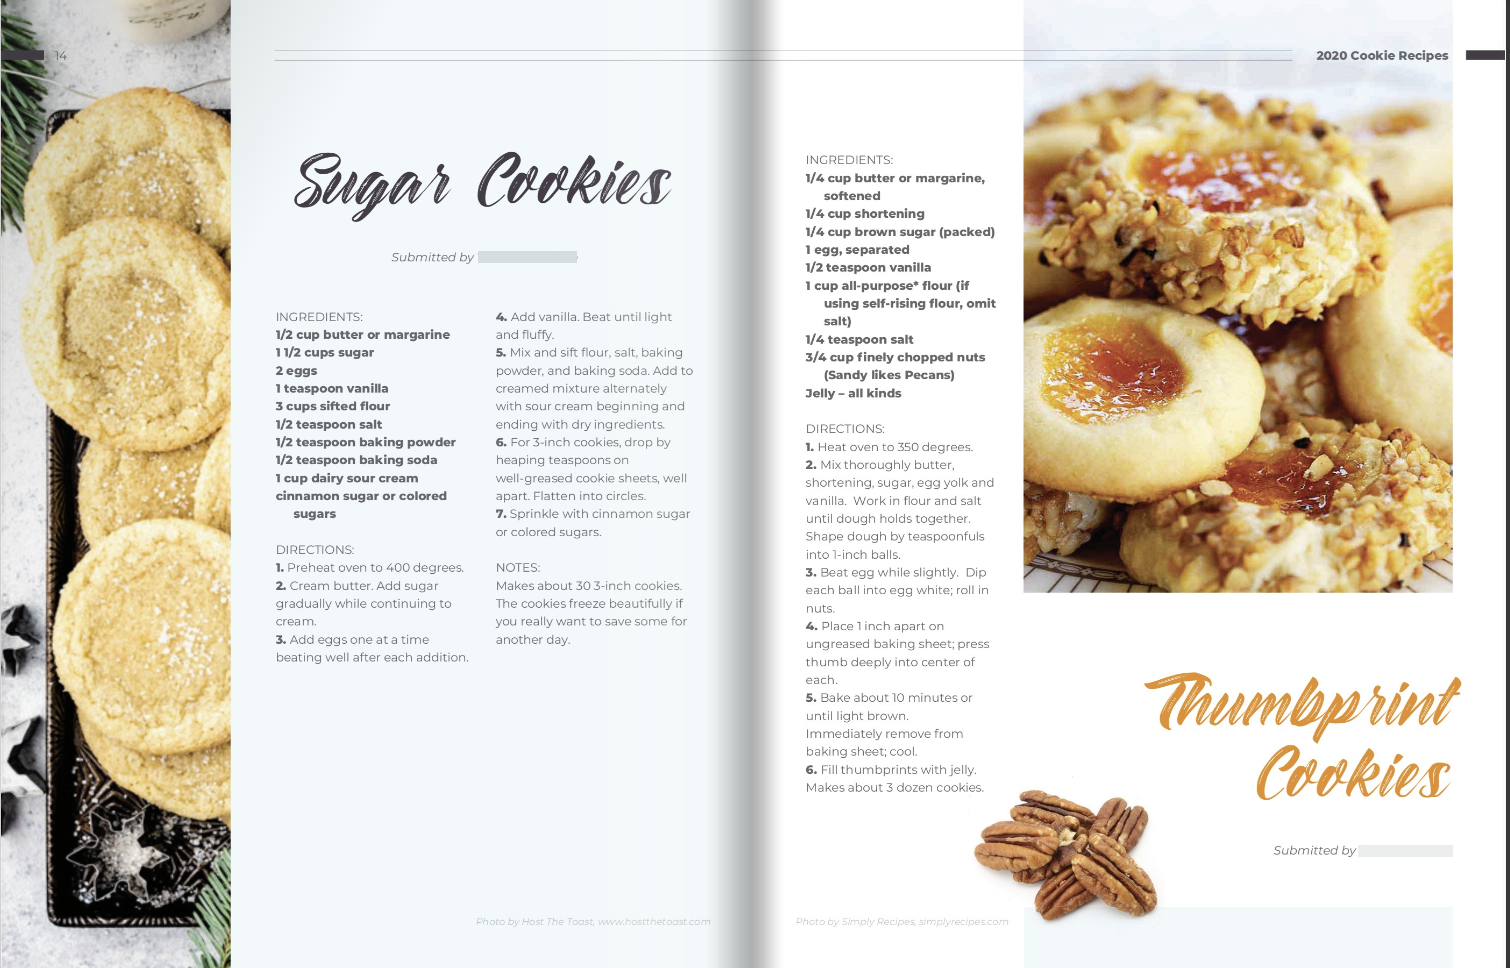 14
2020 Cookie Recipes
Sugar Cookies
Submitted by
INGREDIENTS:
1/2 cup butter or margarine
1 1/2 cups sugar
2 eggs
1 teaspoon vanilla
3 cups sifted flour
1/2 teaspoon salt
1/2 teaspoon baking powder
1/2 teaspoon baking soda
1 cup dairy sour cream
cinnamon sugar or colored
sugars
DIRECTIONS:
1. Preheat oven to 400 degrees.
2. Cream butter. Add sugar
gradually while continuing to
cream.
3. Add eggs one at a time
beating well after each addition.
4. Add vanilla. Beat until light
and fluffy.
5. Mix and sift flour, salt, baking
powder, and baking soda. Add to
creamed mixture alternately
with sour cream beginning and
ending with dry ingredients.
6. For 3-inch cookies, drop by
heaping teaspoons on
well-greased cookie sheets, well
apart. Flatten into circles.
7. Sprinkle with cinnamon sugar
or colored sugars.
NOTES:
Makes about 30 3-inch cookies.
The cookies freeze beautifully if
you really want to save some for
another day.
Photo by Host The Toast, www.hostthetoast.com
INGREDIENTS:
1/4 cup butter or margarine,
softened
1/4 cup shortening
1/4 cup brown sugar (packed)
1 egg, separated
1/2 teaspoon vanilla
1 cup all-purpose* flour (if
using self-rising flour, omit
salt)
1/4 teaspoon salt
3/4 cup finely chopped nuts
(Sandy likes Pecans)
Jelly – all kinds
DIRECTIONS:
1. Heat oven to 350 degrees.
2. Mix thoroughly butter,
shortening, sugar, egg yolk and
vanilla.  Work in flour and salt
until dough holds together.
Shape dough by teaspoonfuls
into 1-inch balls.
3. Beat egg while slightly.  Dip
each ball into egg white; roll in
nuts.
4. Place 1 inch apart on
ungreased baking sheet; press
thumb deeply into center of
each.
5. Bake about 10 minutes or
until light brown.
Immediately remove from
baking sheet; cool.
6. Fill thumbprints with jelly.
Makes about 3 dozen cookies.
Thumbprint
Cookies
Submitted by
Photo by Simply Recipes, simplyrecipes.com